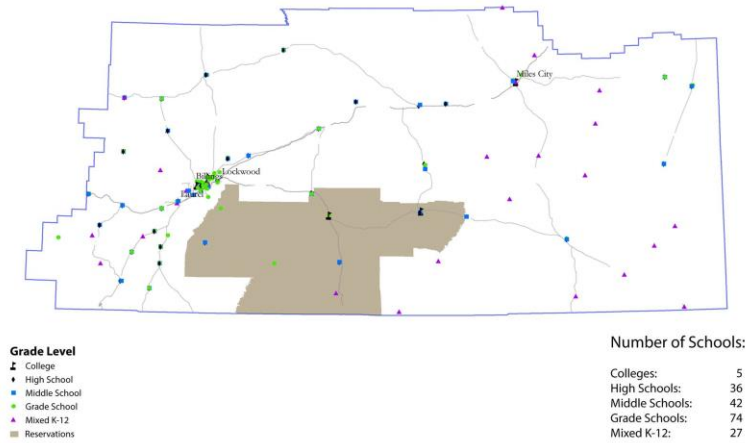 Miles City
Lockwood
Billings
Laurel
Grade Level
College
High School
Middle School
Grade School
Mixed K-12
Reservations
Number of Schools:
Colleges: 5
High Schools: 36
Middle Schools: 42
Grade Schools: 74
Mixed K-12: 27